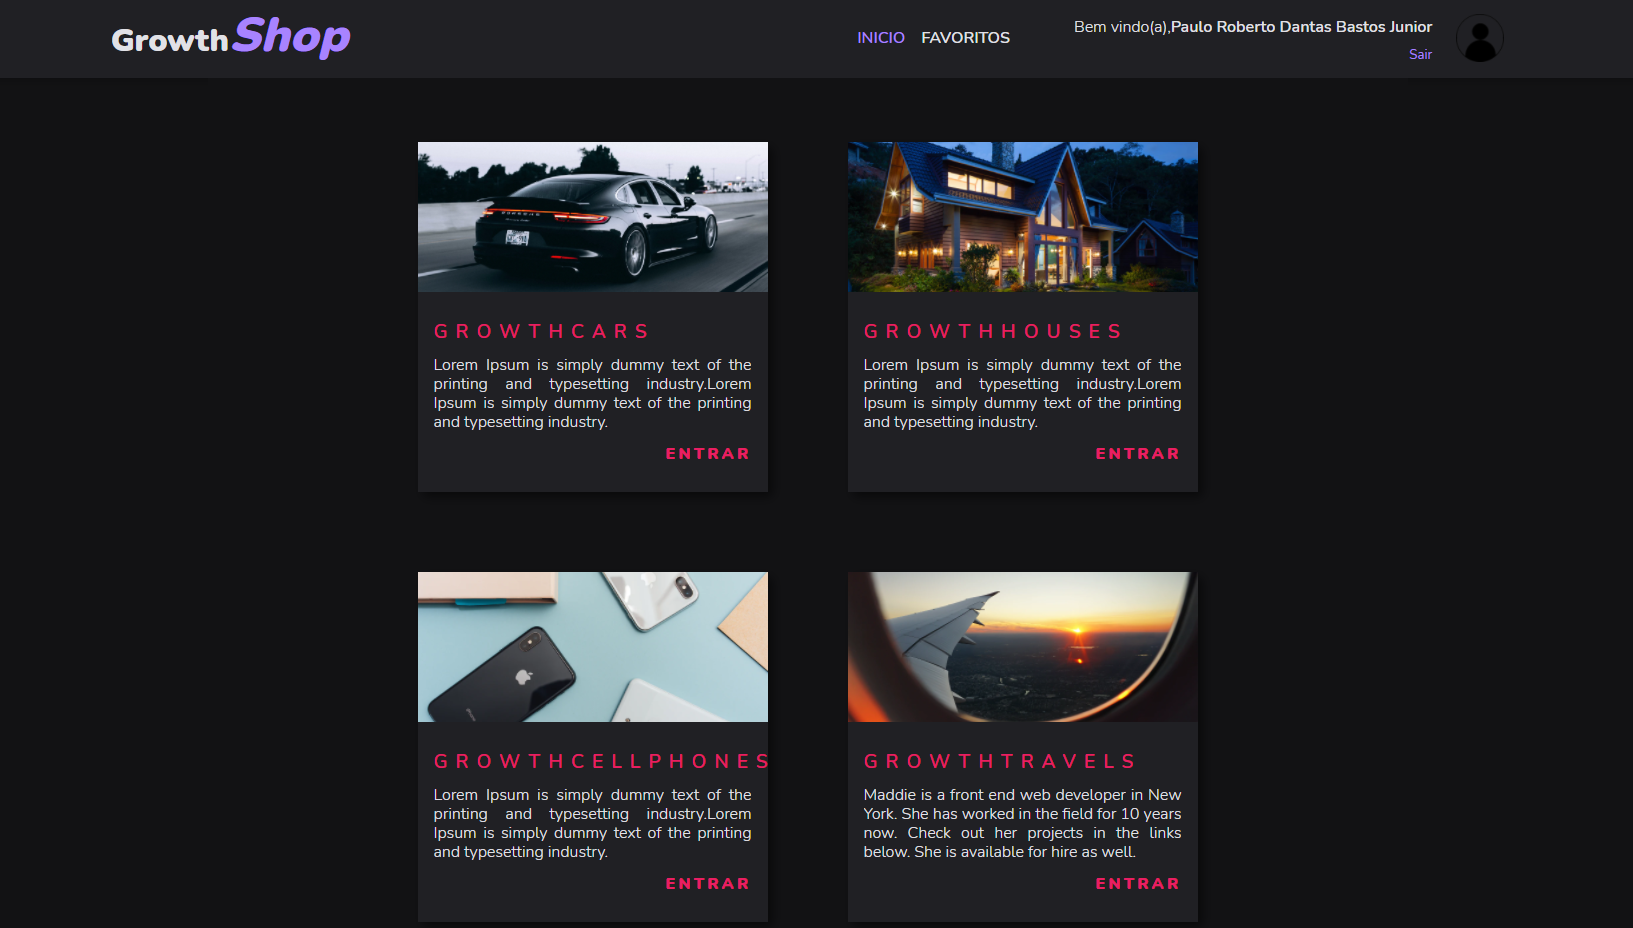 GrowthShop
INICIO FAVORITOS
Bem vindo(a),Paulo Roberto Dantas Bastos Junior
Sair
GROWTHCARS
Lorem Ipsum is simply dummy text of the
printing and typesetting industry.Lorem
Ipsum is simply dummy text of the printing
and typesetting industry.
ENTRAR
GROWTHHOUSES
Lorem Ipsum is simply dummy text of the
printing and typesetting industry.Lorem
Ipsum is simply dummy text of the printing
and typesetting industry.
ENTRAR
GROWTHCELLPHONES
Lorem Ipsum is simply dummy text of the
printing and typesetting industry.Lorem
Ipsum is simply dummy text of the printing
and typesetting industry.
ENTRAR
GROWTHTRAVELS
Maddie is a front end web developer in New
York. She has worked in the field for 10 years
now. Check out her projects in the links
below. She is available for hire as well.
ENTRAR